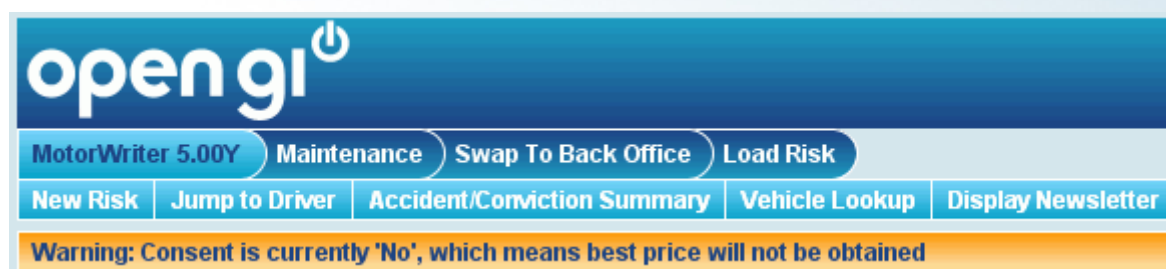 open gi
MotorWriter 5.00Y Maintenance Swap To Back Office Load Risk
New Risk Jump to Driver Accident/Conviction Summary Vehicle Lookup Display Newsletter
Warning: Consent is currently 'No', which means best price will not be obtained